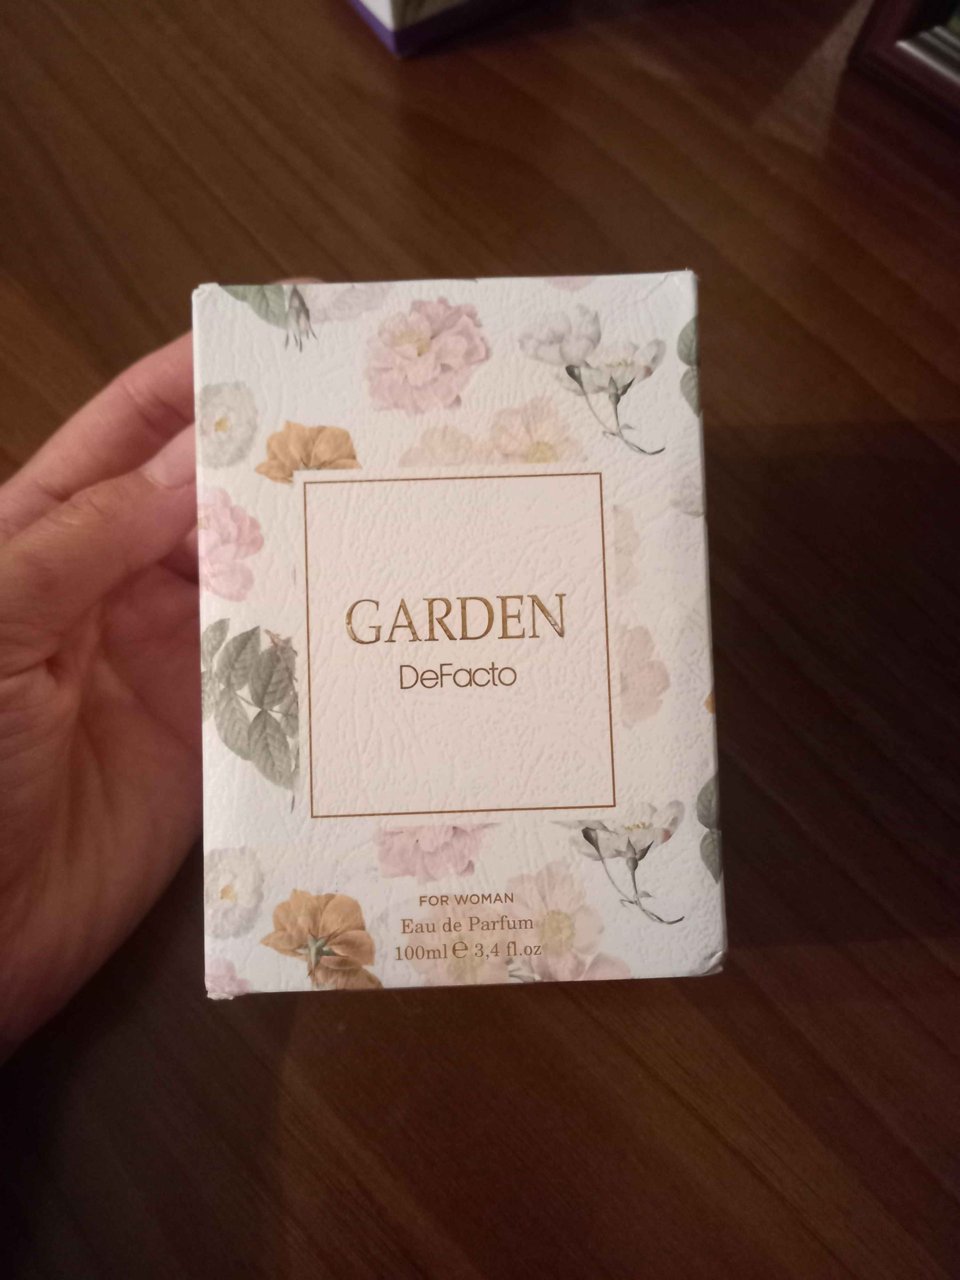 GARDEN
DeFacto
FOR WOMAN
Eau de Parfum
100ml ℮ 3,4 fl.oz